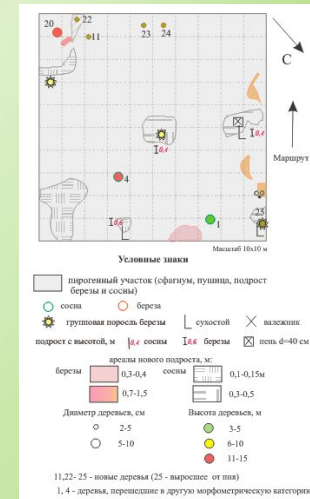 20
22
11
23
24
С
0,4
0,4
Маршрут
4
0,6
1
25
Масштаб 10х10 м
Условные знаки
пирогенный участок (сфагнум, пушица, подрост
березы и сосны)
сосна береза
групповая поросль березы сухостой валежник
подрост с высотой, м 0,4 сосны 0,6 березы пень d=40 см
ареалы нового подроста, м:
березы 0,3-0,4 сосны 0,1-0,15м
0,7-1,5 0,3-0,5
Диаметр деревьев, см Высота деревьев, м
2-5 3-5
5-10 6-10
11-15
11,22- 25 - новые деревья (25 - выросшее от пня)
1, 4 - деревья, перешедшие в другую морфометрическую категорию